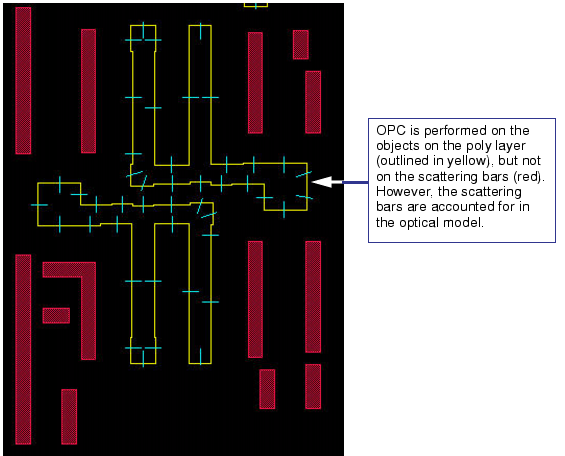 OPC is performed on the
objects on the poly layer
(outlined in yellow), but not
on the scattering bars (red).
However, the scattering
bars are accounted for in
the optical model.